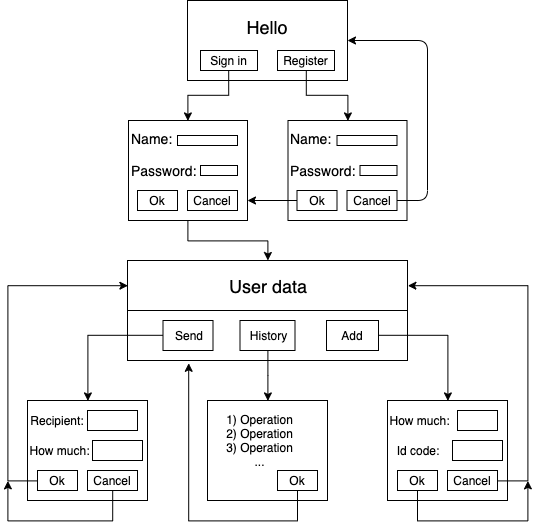 Hello
Sign in Register
Name: Name:
Password: Password:
Ok Cancel Ok Cancel
User data
Send History Add
Recipient: 1) Operation How much:
2) Operation
How much: 3) Operation Id code:
...
Ok Cancel Ok Ok Cancel